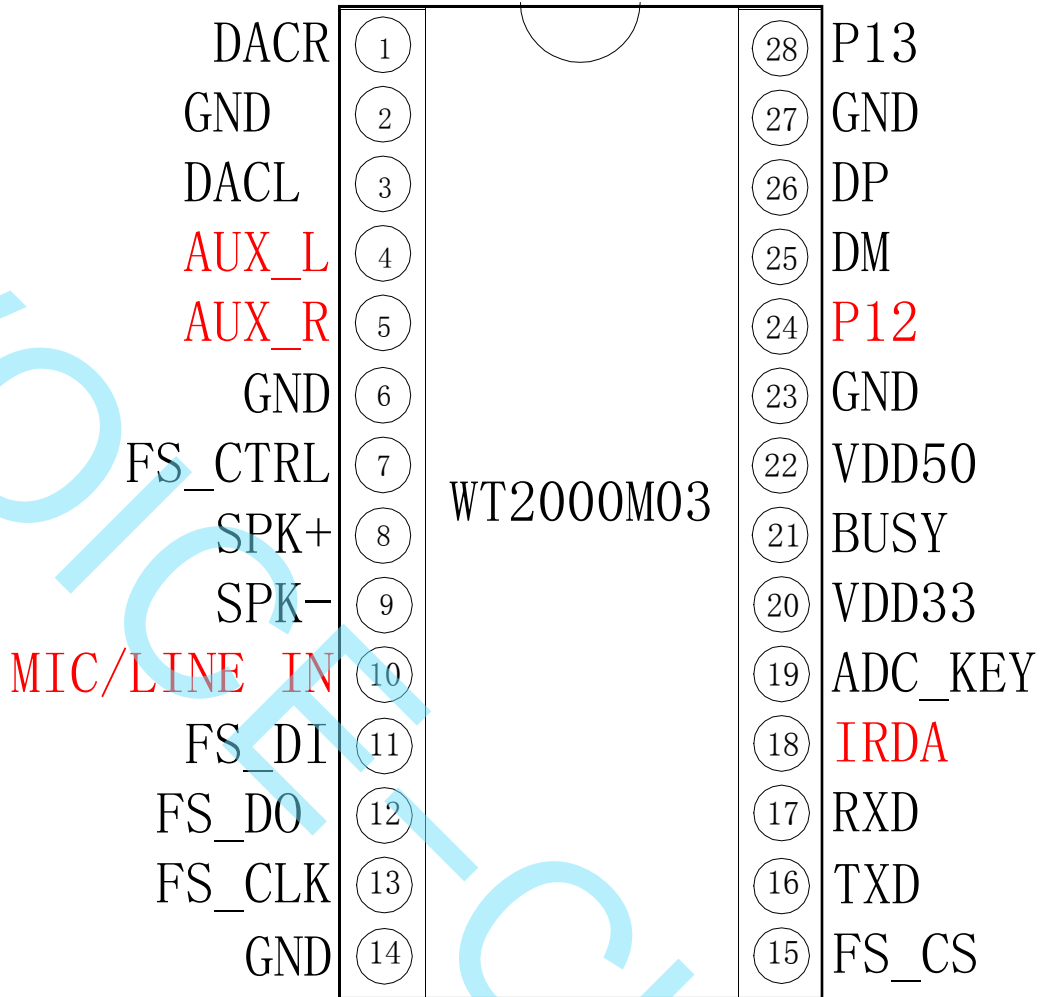 DACR 1 28 P13
GND 2 27 GND
DACL 3 26 DP
AUX_L 4 25 DM
AUX_R 5 24 P12
GND 6 23 GND
FS_CTRL 7 22 VDD50
WT2000M03
SPK+ 8 21 BUSY
SPK- 9 20 VDD33
MIC/LINE IN 10 19 ADC_KEY
FS_DI 11 18 IRDA
FS_DO 12 17 RXD
FS_CLK 13 16 TXD
GND 14 15 FS_CS